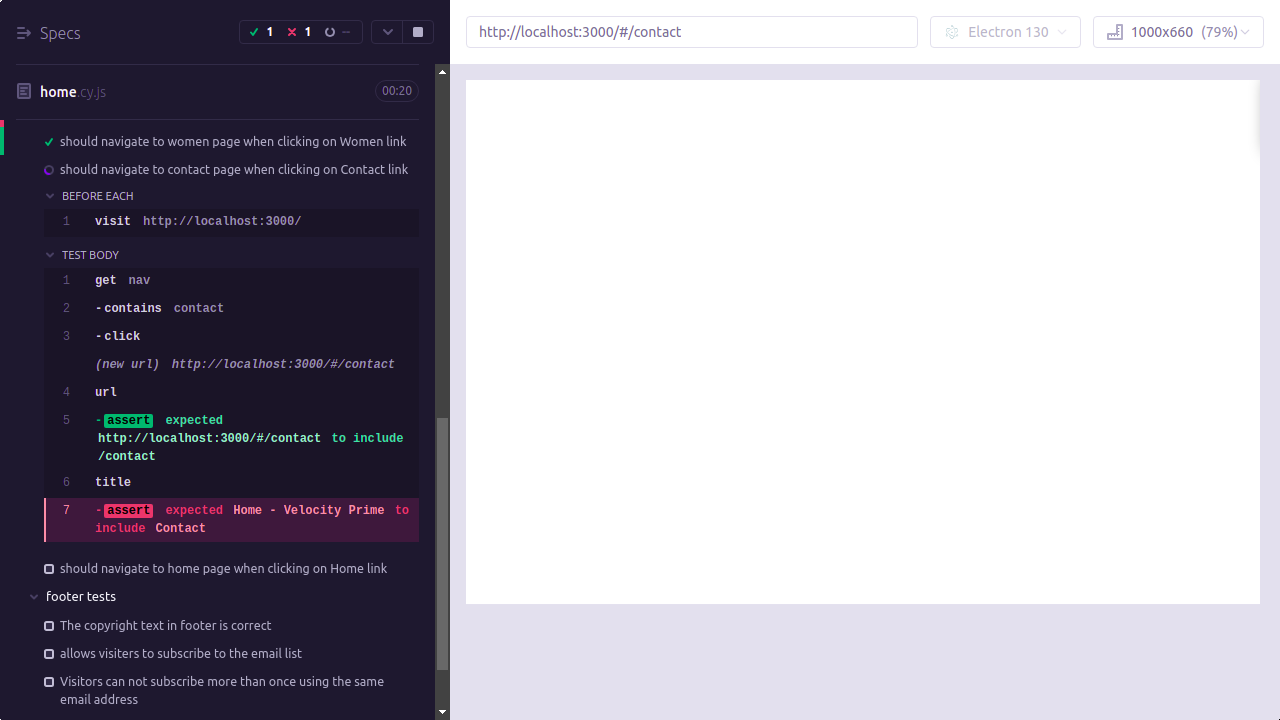 Specs
1 1 --
http://localhost:3000/#/contact
Electron 130
1000x660 (79%)
home.cy.js
00:20
should navigate to women page when clicking on Women link
should navigate to contact page when clicking on Contact link
BEFORE EACH
1 visit http://localhost:3000/
TEST BODY
1 get nav
2 -contains contact
3 -click
(new url) http://localhost:3000/#/contact
4 url
5 -assert expected
http://localhost:3000/#/contact to include
/contact
6 title
7 -assert expected Home - Velocity Prime to
include Contact
should navigate to home page when clicking on Home link
footer tests
The copyright text in footer is correct
allows visiters to subscribe to the email list
Visitors can not subscribe more than once using the same
email address